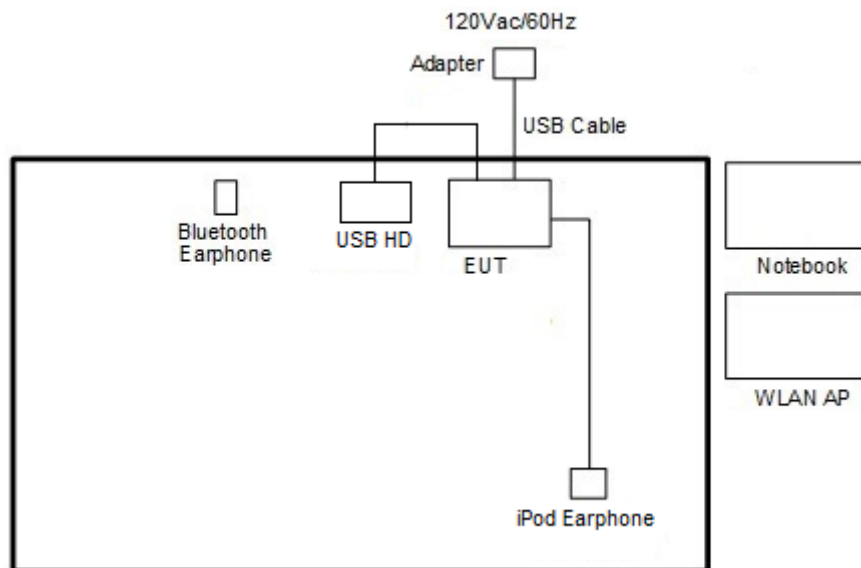 120Vac/60Hz
Adapter
USB Cable
Bluetooth
Earphone
USB HD
EUT
Notebook
WLAN AP
iPod Earphone